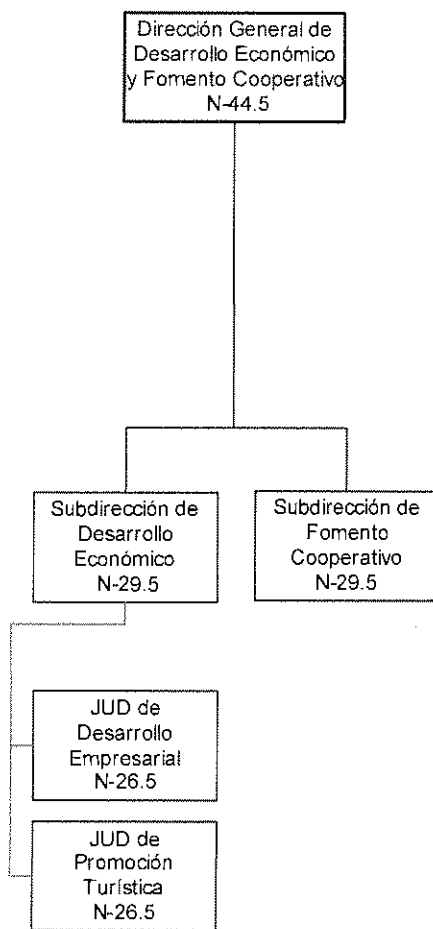 Dirección General de
Desarrollo Económico
y Fomento Cooperativo
N-44.5
Subdirección de
Desarrollo
Económico
N-29.5
Subdirección de
Fomento
Cooperativo
N-29.5
JUD de
Desarrollo
Empresarial
N-26.5
JUD de
Promoción
Turística
N-26.5